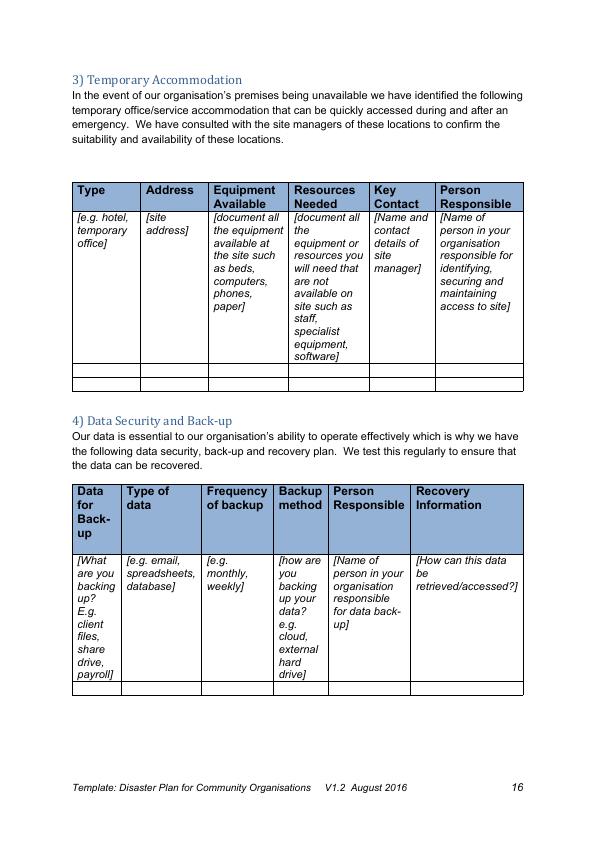 3) Temporary Accommodation
In the event of our organisation's premises being unavailable we have identified the following
temporary office/service accommodation that can be quickly accessed during and after an
emergency.  We have consulted with the site managers of these locations to confirm the
suitability and availability of these locations.
Type
Address
Equipment
Available
Resources
Needed
Key
Contact
Person
Responsible
[e.g. hotel,
temporary
office]
[site
address]
[document all
the equipment
available at
the site such
as beds,
computers,
phones,
paper]
[document all
the
equipment or
resources you
will need that
are not
available on
site such as
staff,
specialist
equipment,
software]
[Name and
contact
details of
site
manager]
[Name of
person in your
organisation
responsible for
identifying,
securing and
maintaining
access to site]
4) Data Security and Back-up
Our data is essential to our organisation's ability to operate effectively which is why we have
the following data security, back-up and recovery plan.  We test this regularly to ensure that
the data can be recovered.
Data
for
Back-
up
Type of
data
Frequency
of backup
Backup
method
Person
Responsible
Recovery
Information
[What
are you
backing
up?
E.g.
client
files,
share
drive,
payroll]
[e.g. email,
spreadsheets,
database]
[e.g.
monthly,
weekly]
[how are
you
backing
up your
data?
e.g.
cloud,
external
hard
drive]
[Name of
person in your
organisation
responsible
for data back-
up]
[How can this data
be
retrieved/accessed?]
Template: Disaster Plan for Community Organisations    V1.2  August 2016    16